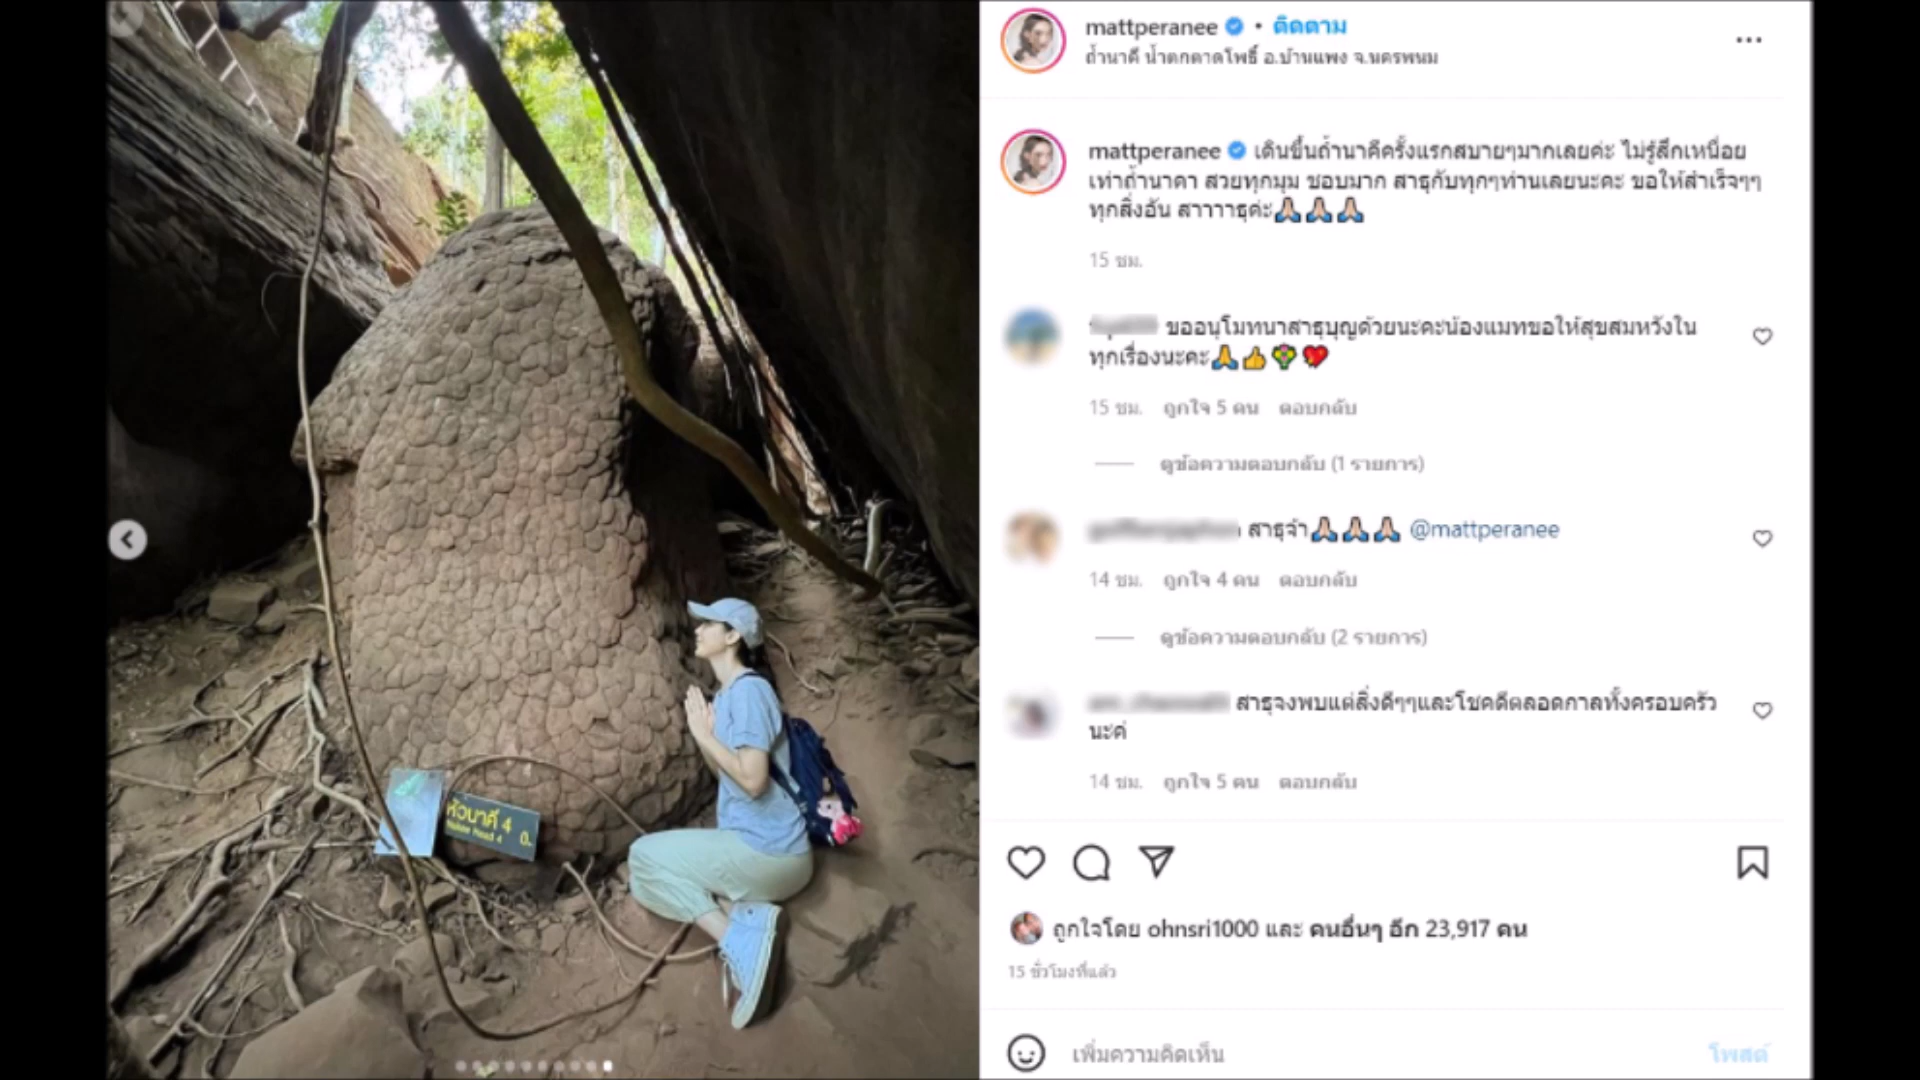 หัวนาคี 4
Nakee Head 4
mattperanee • ติดตาม
ถ้ำนาคี น้ำตกตาดโพธิ์ อ.บ้านแพง จ.นครพนม
mattperanee เดินขึ้นถ้ำนาคีครั้งแรกสบายๆมากเลยค่ะ ไม่รู้สึกเหนื่อย
เท่าถ้ำนาคา สวยทุกมุม ชอบมาก สาธุกับทุกๆท่านเลยนะคะ ขอให้สำเร็จๆๆ
ทุกสิ่งอัน สาาาาธุค่ะ🙏🏻🙏🏻🙏🏻
15 ชม.
ขออนุโมทนาสาธุบุญด้วยนะคะน้องแมทขอให้สุขสมหวังใน
ทุกเรื่องนะคะ🙏👍💐💖
15 ชม. ถูกใจ 5 คน ตอบกลับ
ดูข้อความตอบกลับ (1 รายการ)
สาธุจ้า🙏🏻🙏🏻🙏🏻 @mattperanee
14 ชม. ถูกใจ 4 คน ตอบกลับ
ดูข้อความตอบกลับ (2 รายการ)
สาธุจงพบแต่สิ่งดีๆๆและโชคดีตลอดกาลทั้งครอบครัว
นะค่
14 ชม. ถูกใจ 5 คน ตอบกลับ
ถูกใจโดย ohnsri1000 และ คนอื่นๆ อีก 23,917 คน
15 ชั่วโมงที่แล้ว
เพิ่มความคิดเห็น
โพสต์